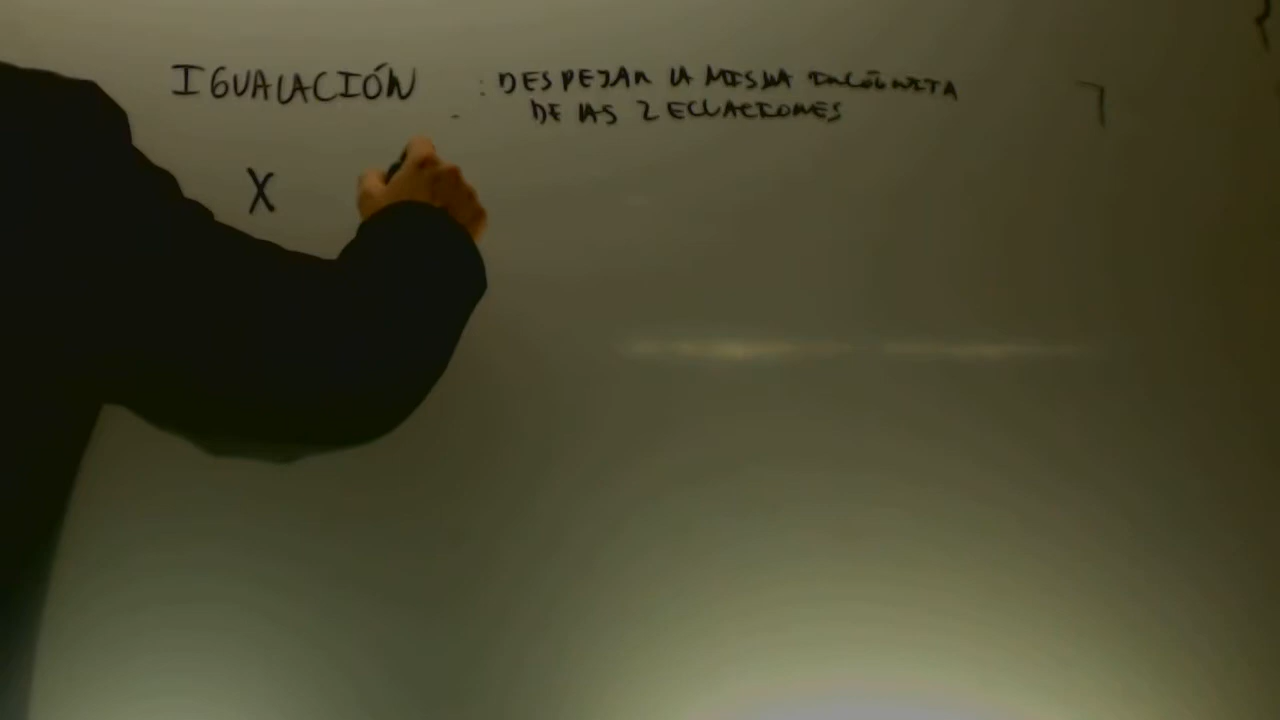 IGUALACIÓN : DESPEJAR LA MISMA INCÓGNITA
DE LAS 2 ECUACIONES
X